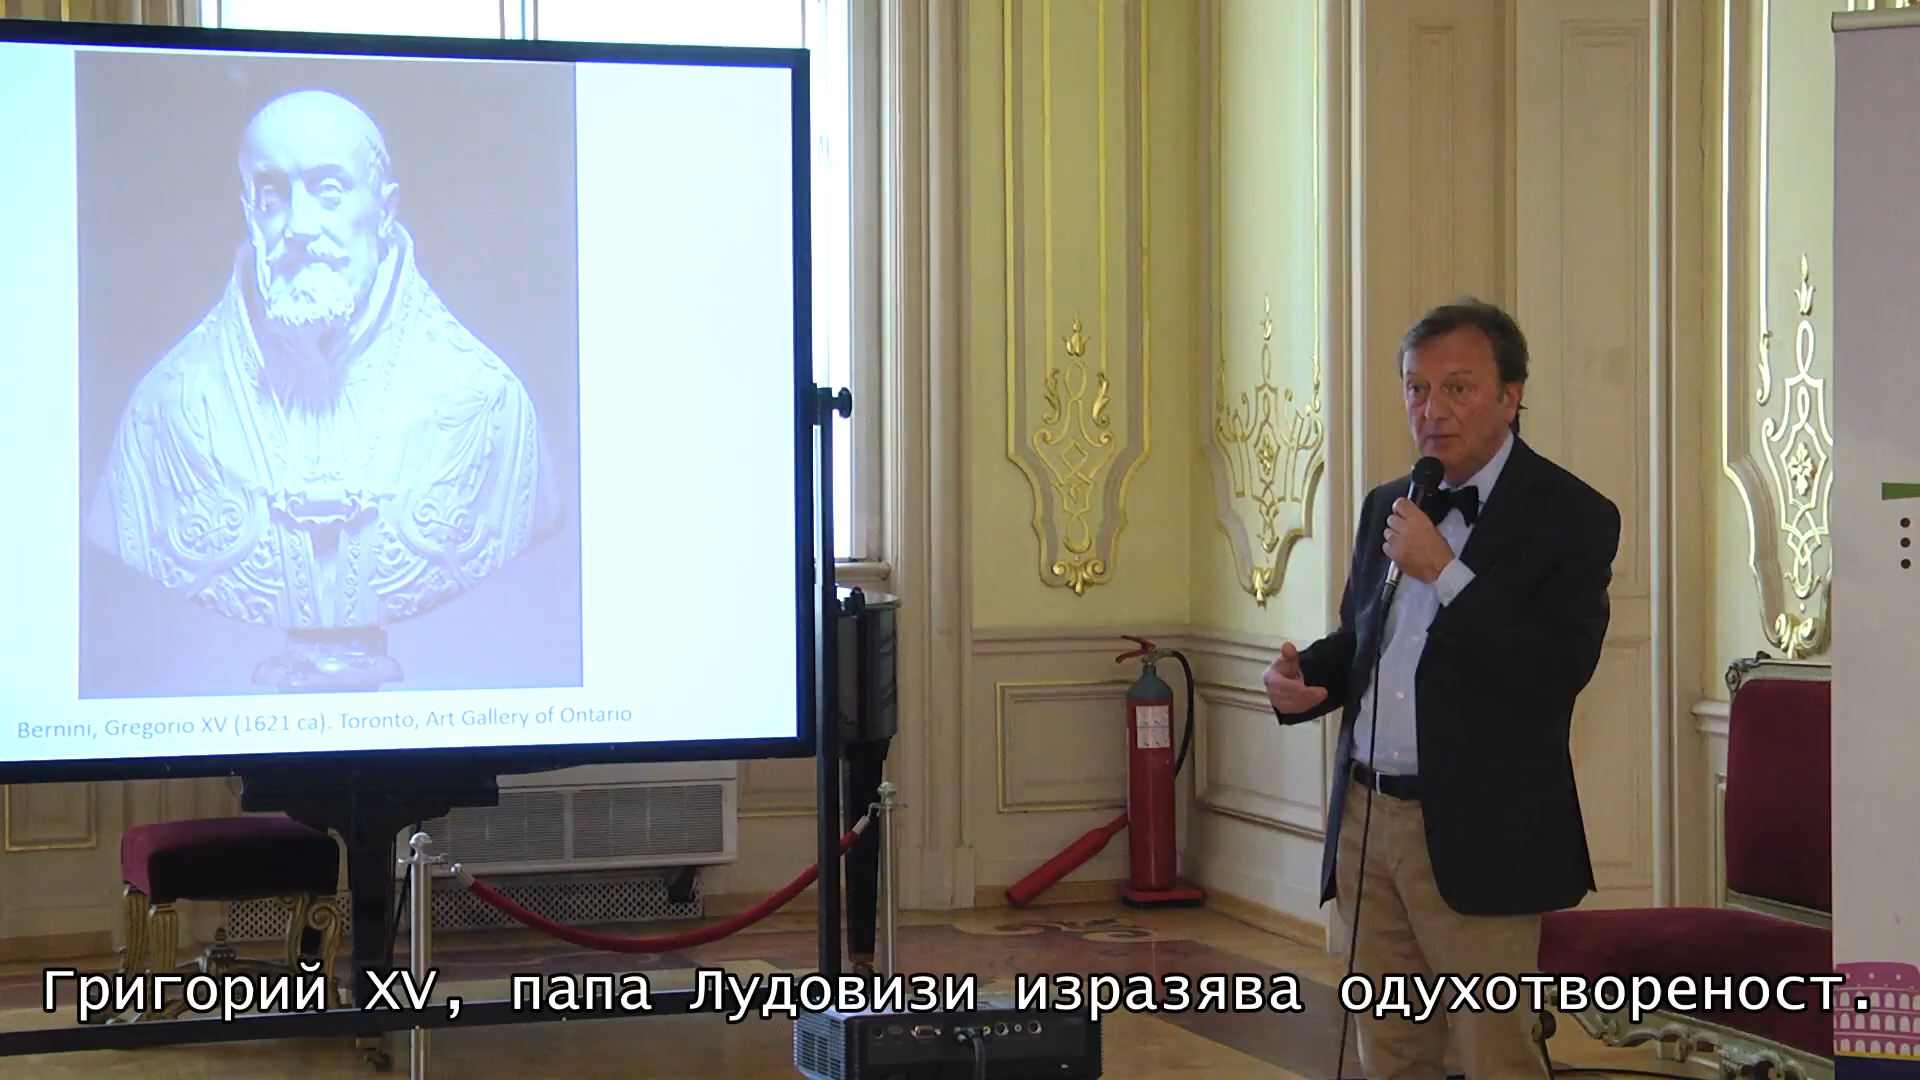 Bernini, Gregorio XV (1621 ca). Toronto, Art Gallery of Ontario
Григорий XV, папа Лудовизи изразява одухотвореност.